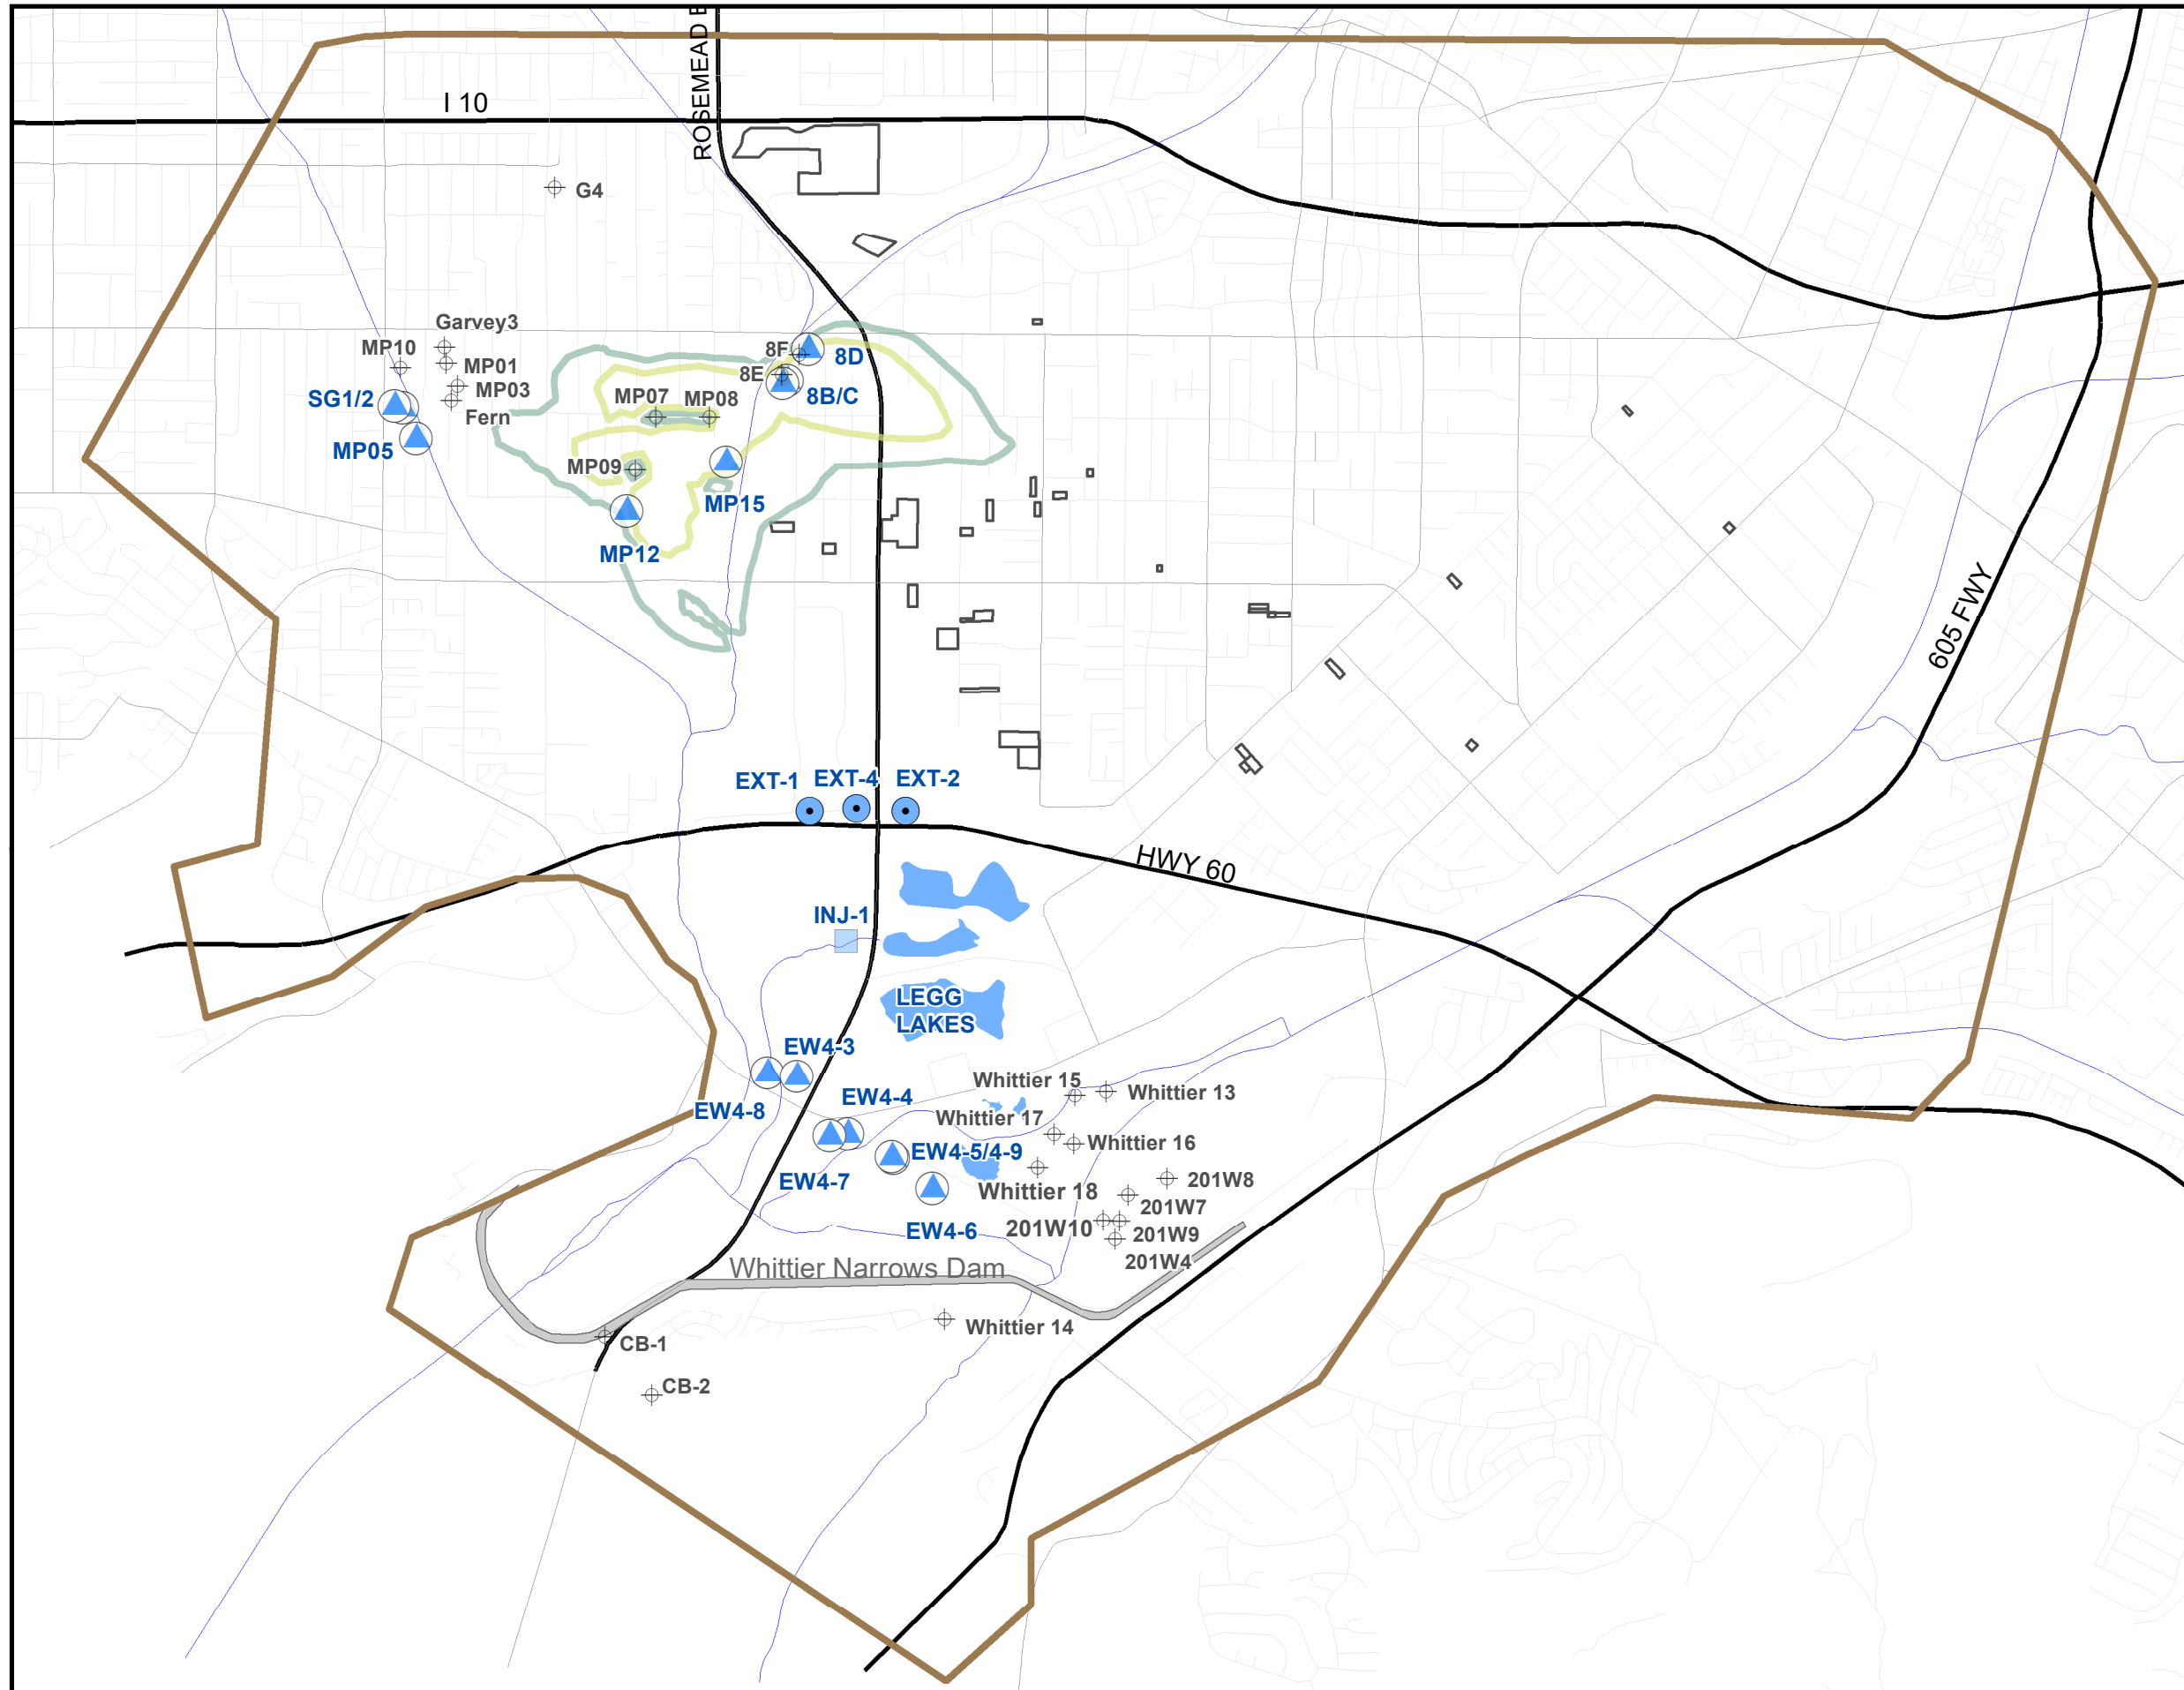 ROSEMEAD
I 10
G4
Garvey3
MP10
MP01
MP03
SG1/2
Fern
MP05
8F
8D
8E
8B/C
MP07
MP08
MP09
MP15
MP12
605 FWY
EXT-1
EXT-4
EXT-2
HWY 60
INJ-1
LEGG
LAKES
EW4-3
EW4-8
EW4-4
Whittier 15
Whittier 13
Whittier 17
Whittier 16
EW4-5/4-9
EW4-7
Whittier 18
201W8
201W7
EW4-6
201W10
201W9
201W4
Whittier Narrows Dam
Whittier 14
CB-1
CB-2